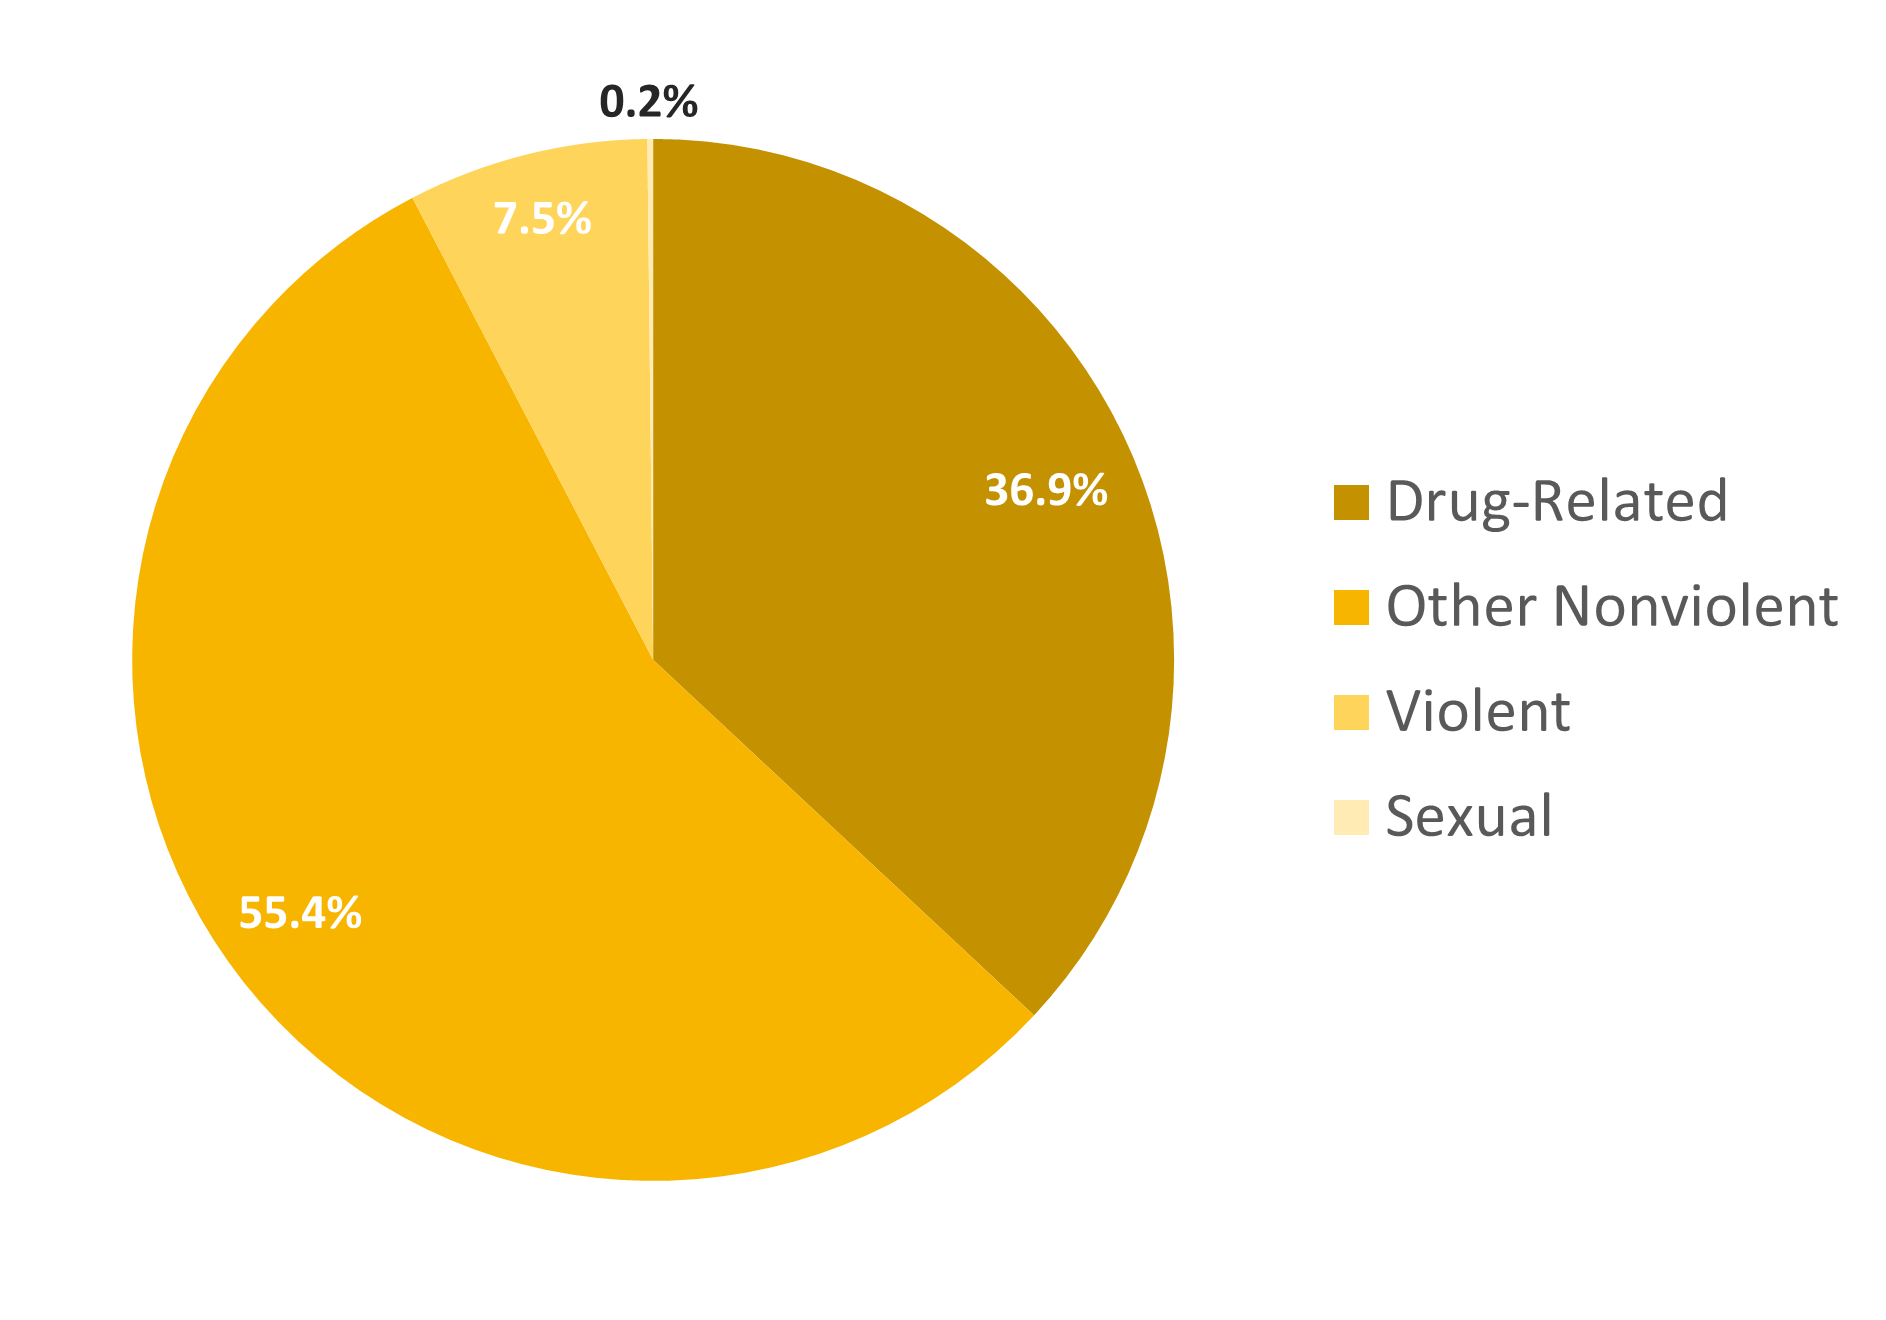 0.2%
7.5%
36.9%
55.4%
Drug-Related
Other Nonviolent
Violent
Sexual